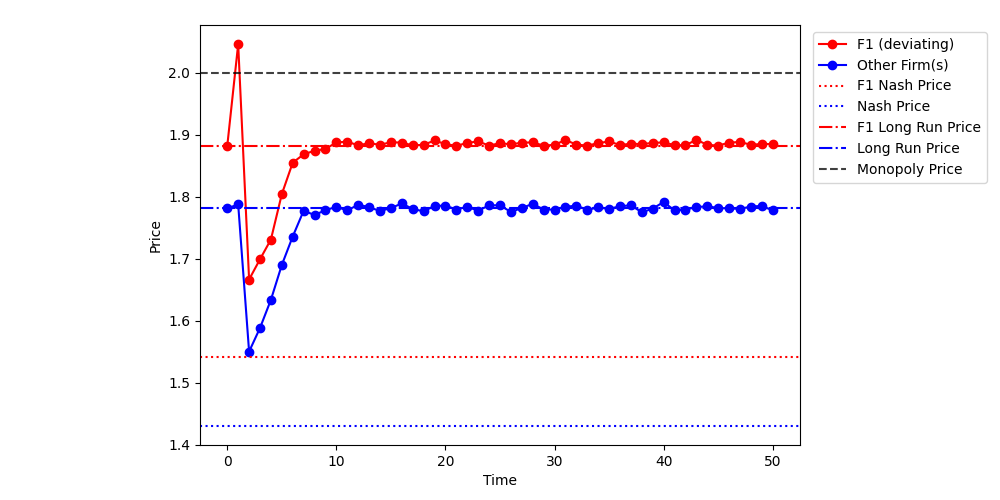 2.0
1.9
1.8
1.7
1.6
1.5
1.4
Price
0
10
20
30
40
50
Time
F1 (deviating)
Other Firm(s)
F1 Nash Price
Nash Price
F1 Long Run Price
Long Run Price
Monopoly Price